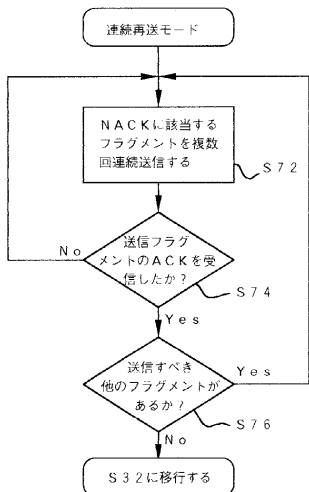 連続再送モード
NACKに該当する
フラグメントを複数
回連続送信する
S72
送信フラグ
メントのACKを受
信したか？
No
S74
Yes
送信すべき
他のフラグメントが
あるか？
Yes
S76
No
S32に移行する